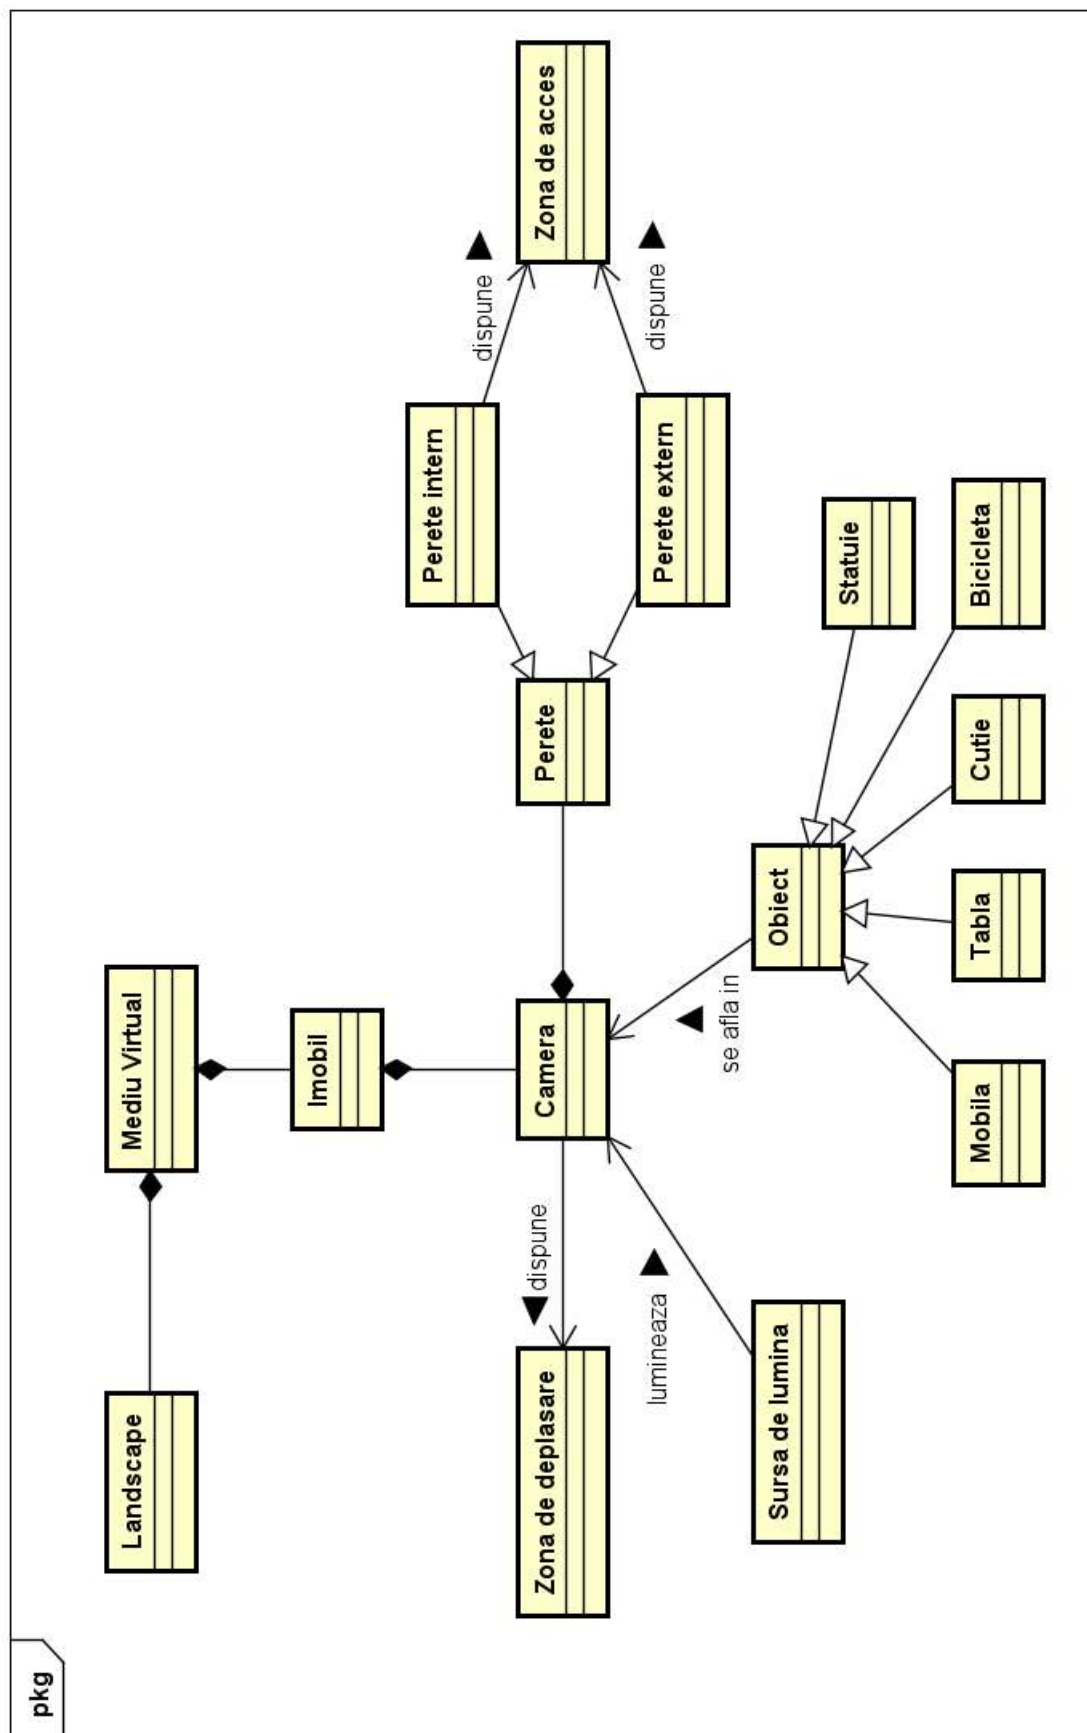 pkg
Landscape
Mediu Virtual
Imobil
Perete intern
dispune
dispune
Zona de deplasare
Camera
Perete
Zona de acces
lumineaza
Perete extern
dispune
se afla in
Sursa de lumina
Obiect
Statuie
Mobila
Tabla
Cutie
Bicicleta